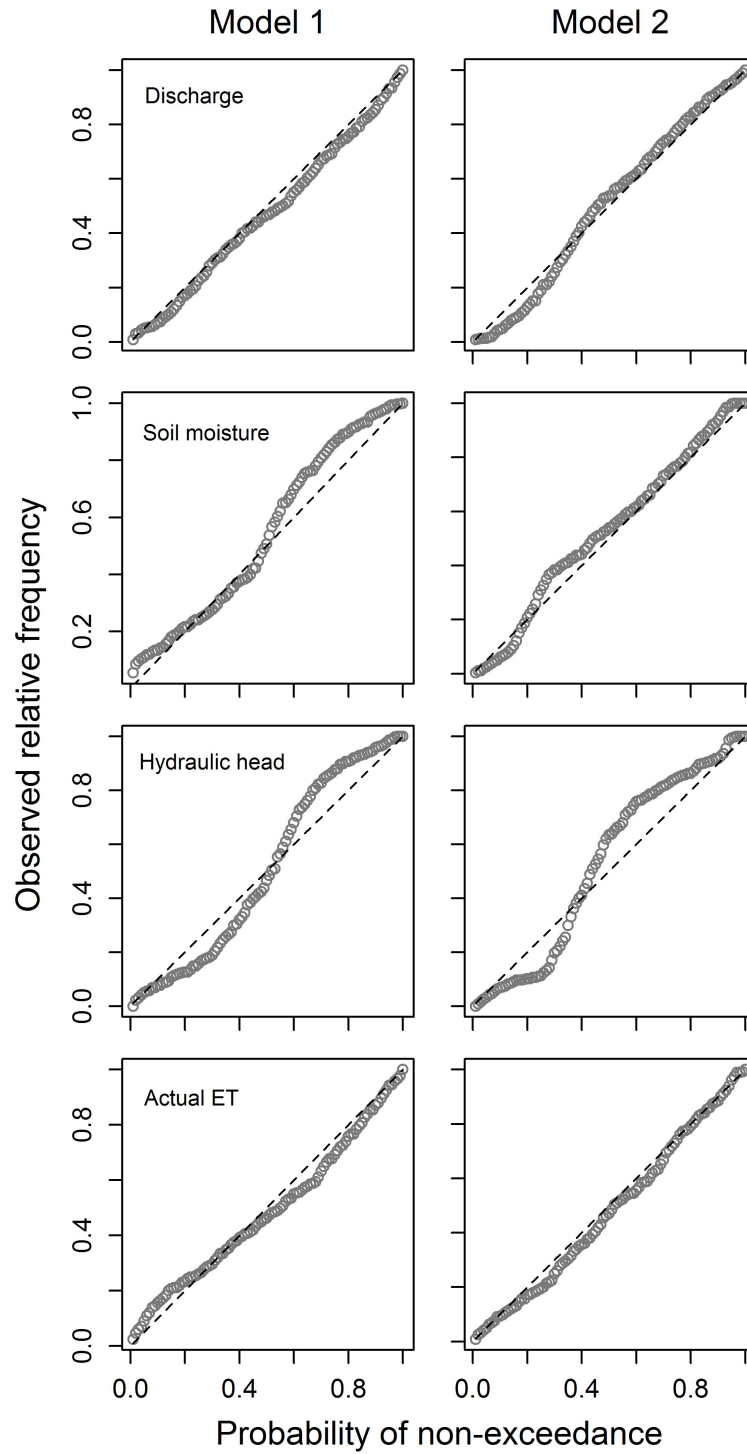 Model 1 Model 2
Discharge
0.8
0.4
0.0
Soil moisture
1.0
0.6
0.2
Hydraulic head
0.8
0.4
0.0
Actual ET
0.8
0.4
0.0
Observed relative frequency
0.0 0.4 0.8 0.0 0.4 0.8
Probability of non-exceedance